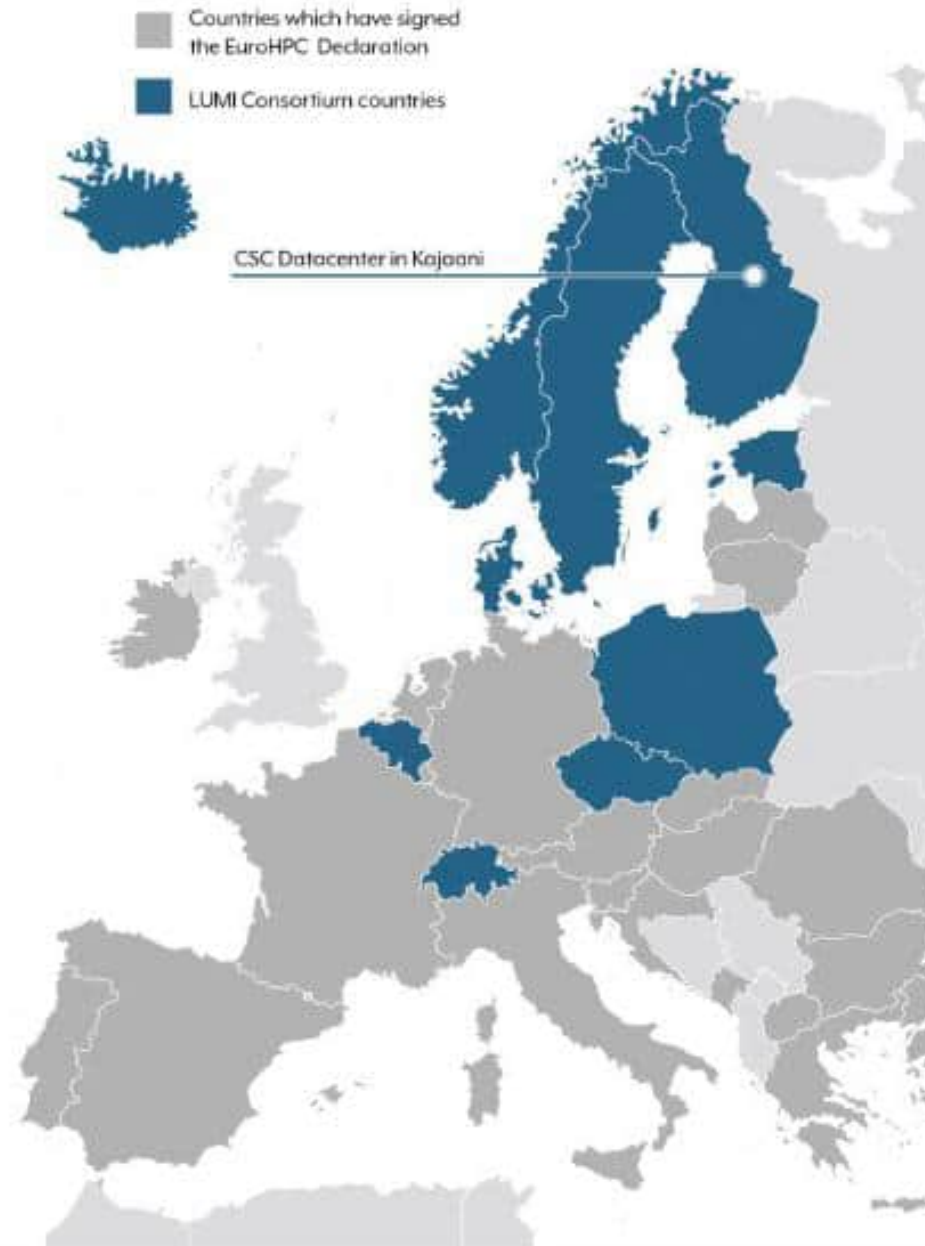 Countries which have signed
the EuroHPC Declaration
LUMI Consortium countries
CSC Datacenter in Kajaani